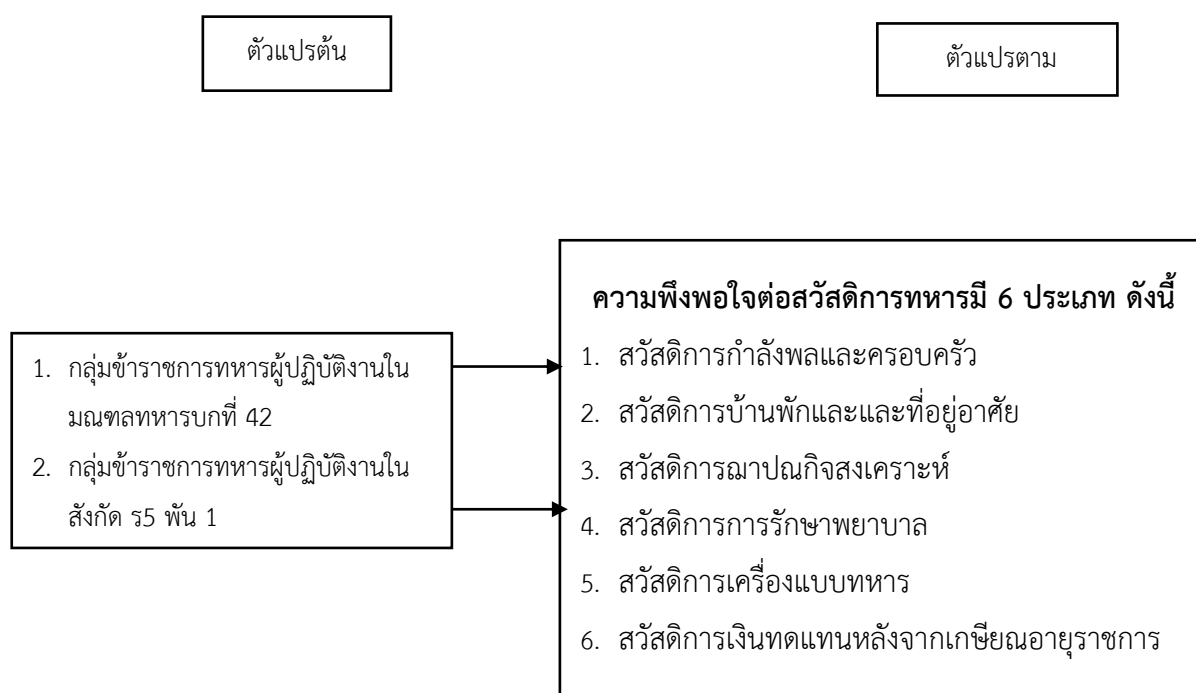 ตัวแปรต้น
ตัวแปรตาม
1. กลุ่มข้าราชการทหารผู้ปฏิบัติงานใน
มณฑลทหารบกที่ 42
2. กลุ่มข้าราชการทหารผู้ปฏิบัติงานใน
สังกัด ร5 พัน 1
ความพึงพอใจต่อสวัสดิการทหารมี 6 ประเภท ดังนี้
1. สวัสดิการกำลังพลและครอบครัว
2. สวัสดิการบ้านพักและและที่อยู่อาศัย
3. สวัสดิการฌาปณกิจสงเคราะห์
4. สวัสดิการการรักษาพยาบาล
5. สวัสดิการเครื่องแบบทหาร
6. สวัสดิการเงินทดแทนหลังจากเกษียณอายุราชการ